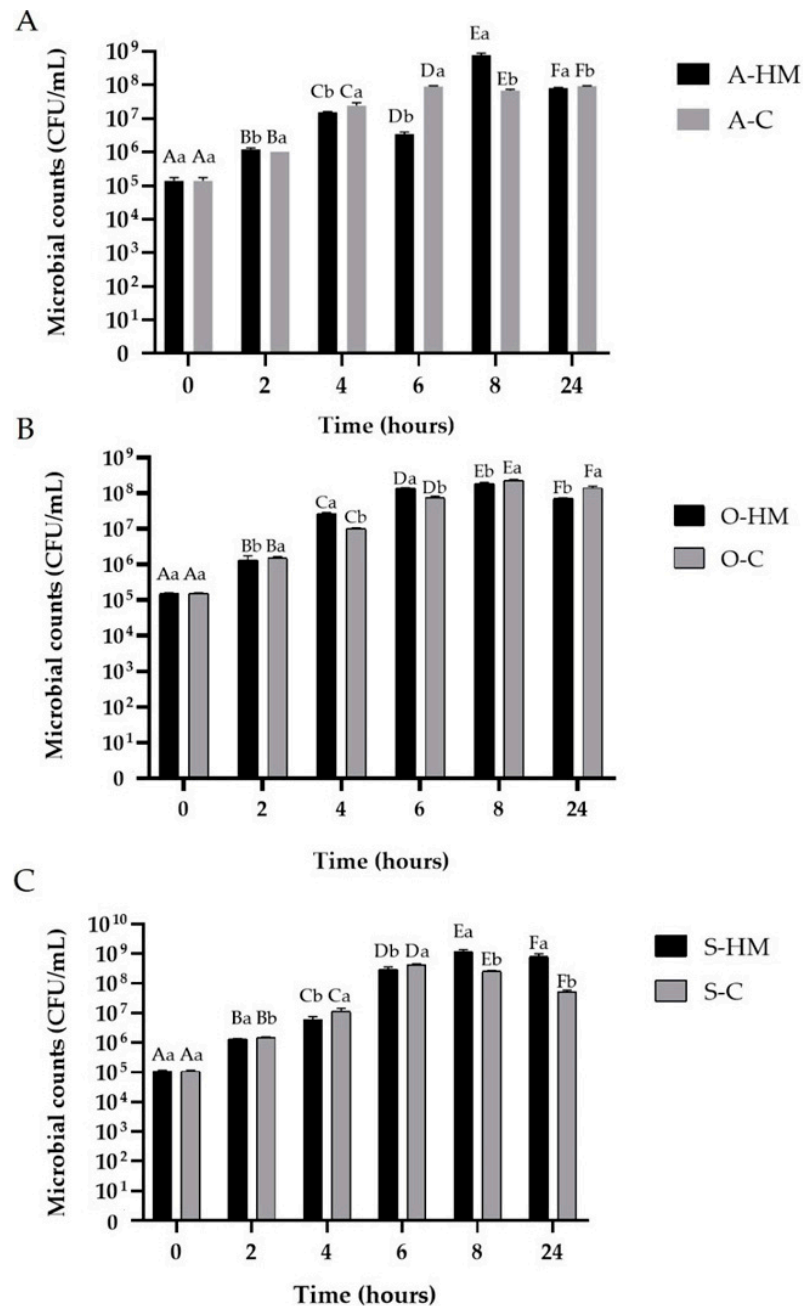 A
Microbial counts (CFU/mL)
10⁹
10⁸
10⁷
10⁶
10⁵
10⁴
10³
10²
10¹
0
Aa Aa
Bb Ba
Cb Ca
Db Da
Ea Eb
Fa Fb
0 2 4 6 8 24
Time (hours)
A-HM
A-C
B
Microbial counts (CFU/mL)
10⁹
10⁸
10⁷
10⁶
10⁵
10⁴
10³
10²
10¹
0
Aa Aa
Bb Ba
Ca Cb
Da Db
Eb Ea
Fb Fa
0 2 4 6 8 24
Time (hours)
O-HM
O-C
C
Microbial counts (CFU/mL)
10¹⁰
10⁹
10⁸
10⁷
10⁶
10⁵
10⁴
10³
10²
10¹
0
Aa Aa
Ba Bb
Cb Ca
Db Da
Ea Eb
Fa Fb
0 2 4 6 8 24
Time (hours)
S-HM
S-C